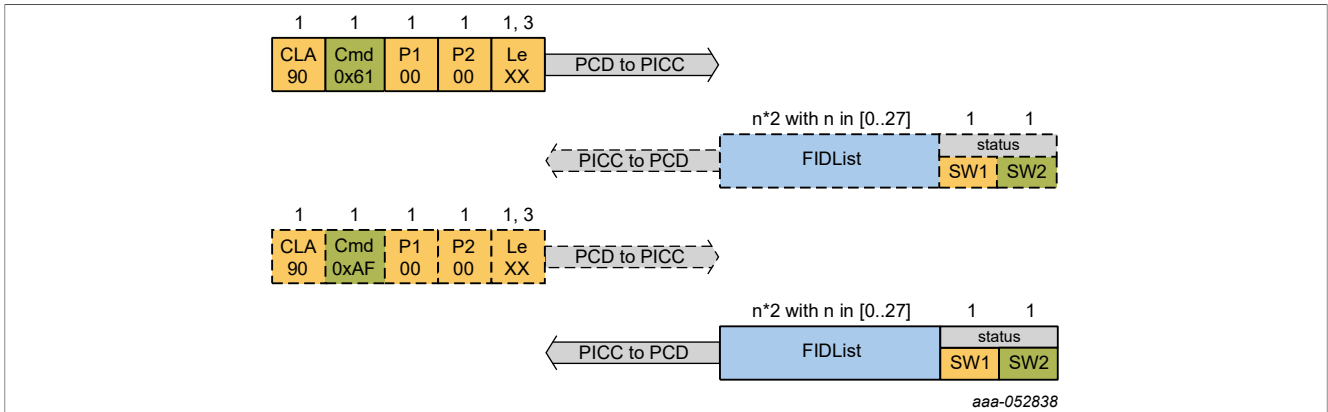 1 1 1 1 1, 3
CLA Cmd P1 P2 Le
90 0x61 00 00 XX
PCD to PICC
n*2 with n in [0..27] 1 1
PICC to PCD
FIDList
status
SW1 SW2
1 1 1 1 1, 3
CLA Cmd P1 P2 Le
90 0xAF 00 00 XX
PCD to PICC
n*2 with n in [0..27] 1 1
PICC to PCD
FIDList
status
SW1 SW2
aaa-052838